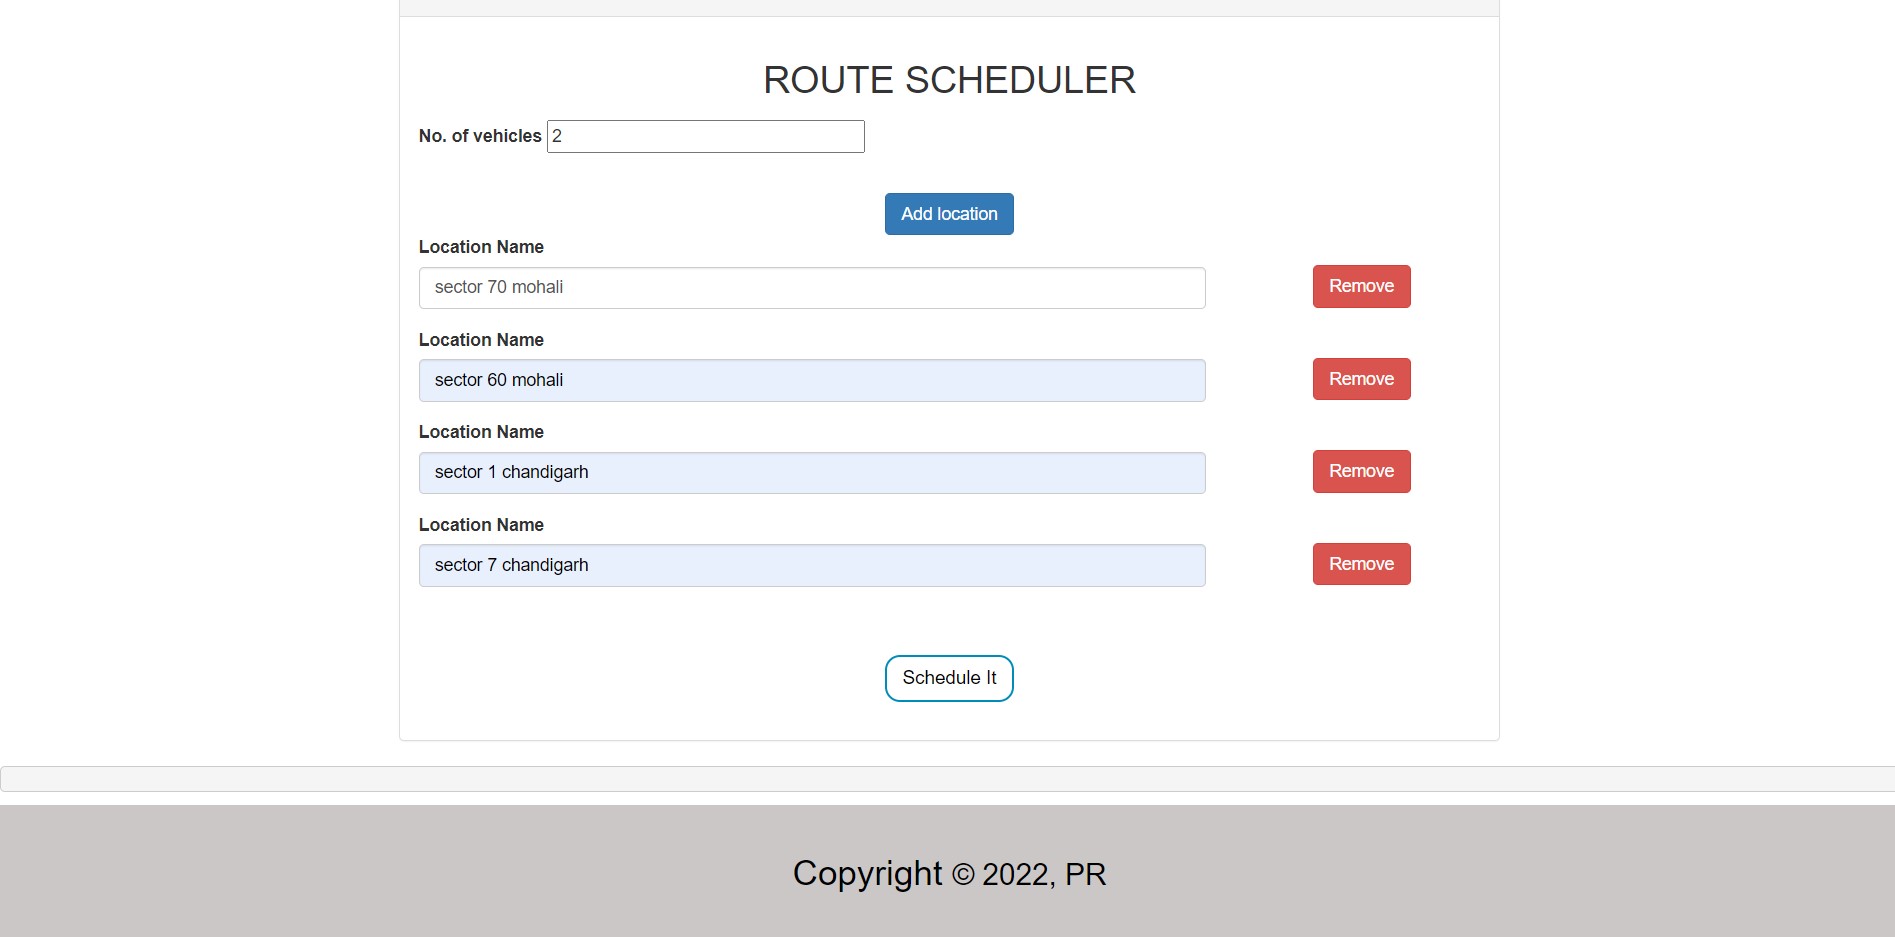 ROUTE SCHEDULER
No. of vehicles 2
Add location
Location Name
sector 70 mohali Remove
Location Name
sector 60 mohali Remove
Location Name
sector 1 chandigarh Remove
Location Name
sector 7 chandigarh Remove
Schedule It
Copyright © 2022, PR